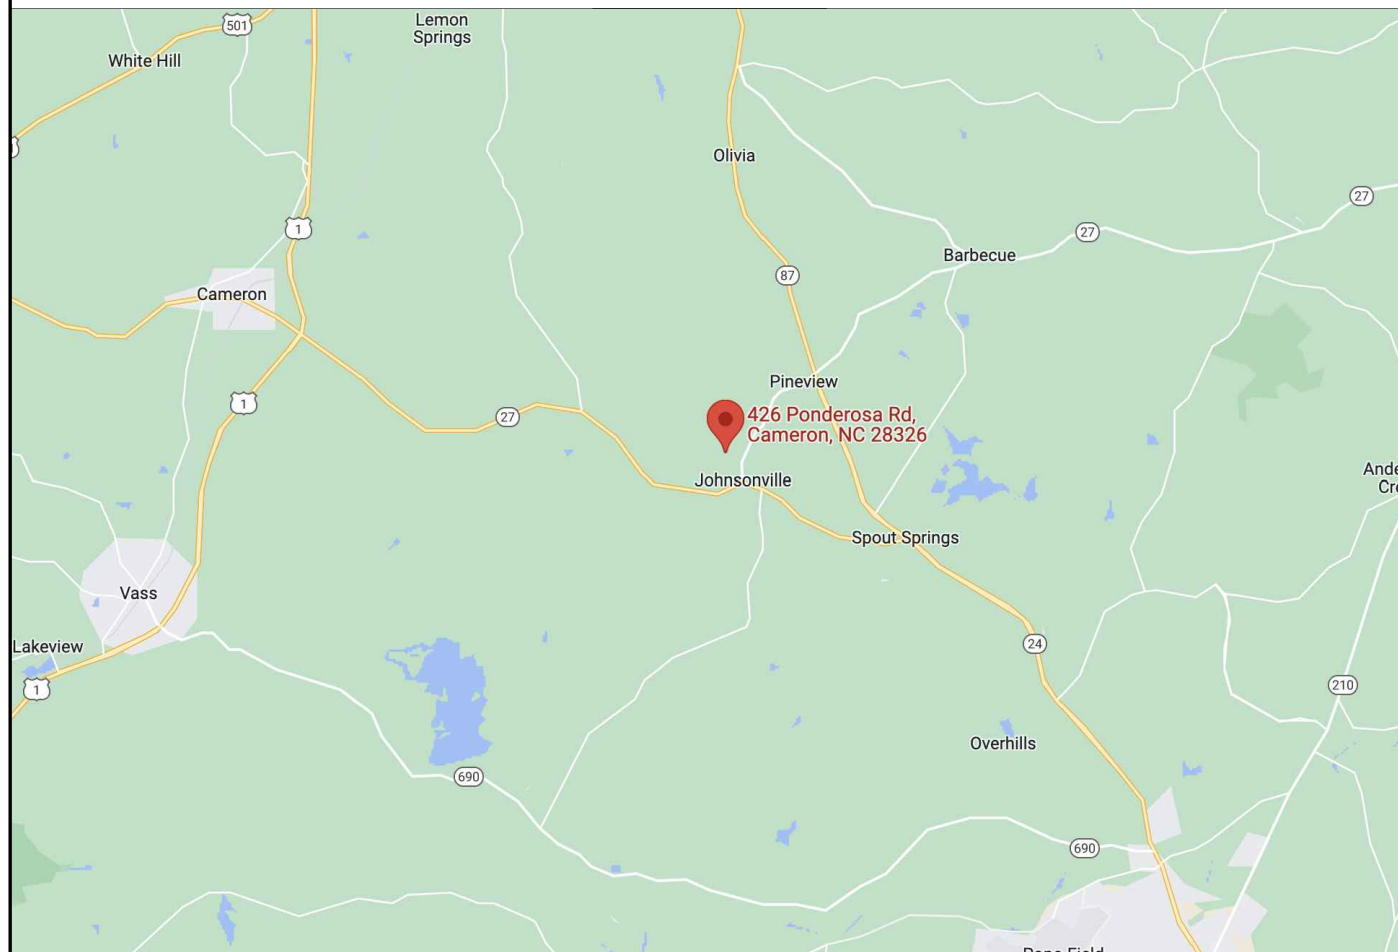 501
Lemon
Springs
White Hill
Olivia
27
1
27
Barbecue
87
Cameron
Pineview
1
27
426 Ponderosa Rd,
Cameron, NC 28326
Johnsonville
Spout Springs
Vass
Lakeview
24
1
210
Overhills
690
690